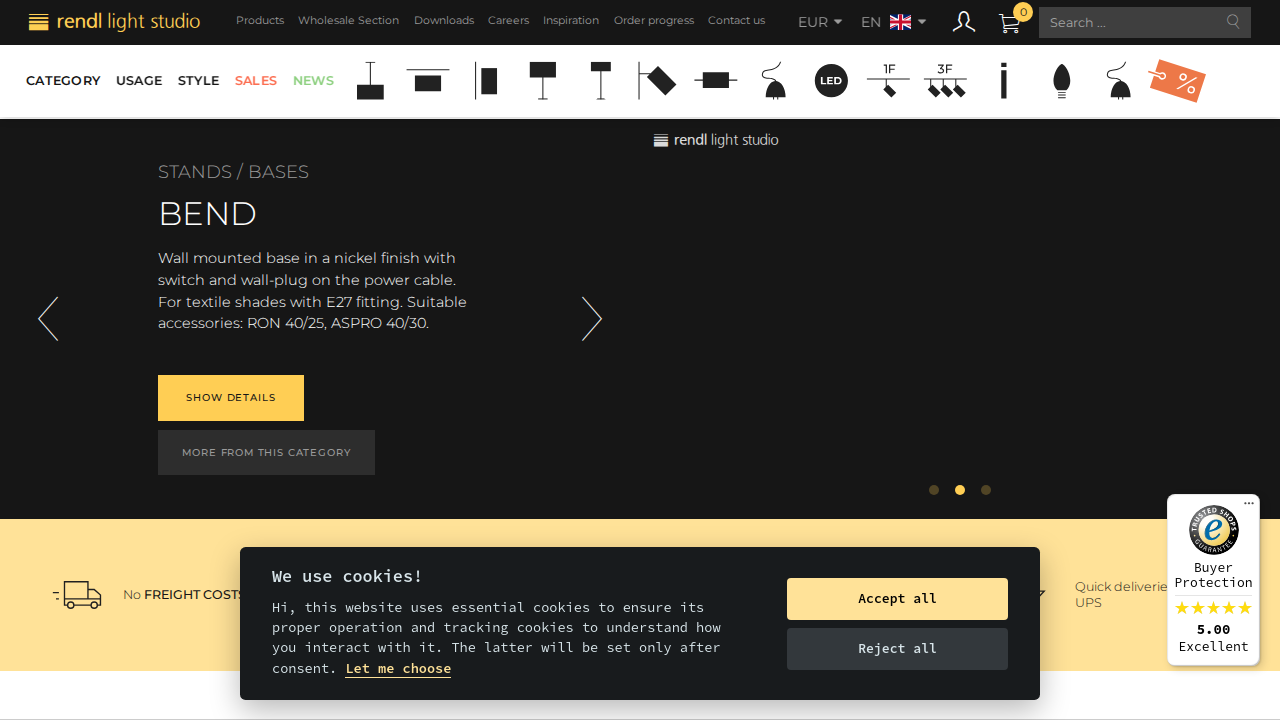 rendl light studio
Products Wholesale Section Downloads Careers Inspiration Order progress Contact us
EUR EN 0 Search ...
CATEGORY USAGE STYLE SALES NEWS
LED 1F 3F %
rendl light studio
STANDS / BASES
BEND
Wall mounted base in a nickel finish with
switch and wall-plug on the power cable.
For textile shades with E27 fitting. Suitable
accessories: RON 40/25, ASPRO 40/30.
SHOW DETAILS
MORE FROM THIS CATEGORY
No FREIGHT COSTS
Quick deliverie
UPS
TRUSTED SHOPS
GUARANTEE
Buyer
Protection
5.00
Excellent
We use cookies!
Hi, this website uses essential cookies to ensure its
proper operation and tracking cookies to understand how
you interact with it. The latter will be set only after
consent. Let me choose
Accept all
Reject all